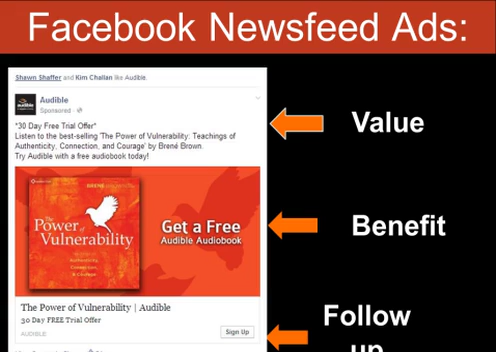 Facebook Newsfeed Ads:
Shawn Shaffer and Kim Challan like Audible.
Audible
Sponsored
*30 Day Free Trial Offer*
Listen to the best-selling 'The Power of Vulnerability: Teachings of
Authenticity, Connection, and Courage' by Brené Brown.
Try Audible with a free audiobook today!
Value
The
Power of
Vulnerability
Get a Free
Audible Audiobook
Benefit
The Power of Vulnerability | Audible
30 Day FREE Trial Offer
AUDIBLE
Sign Up
Follow
up